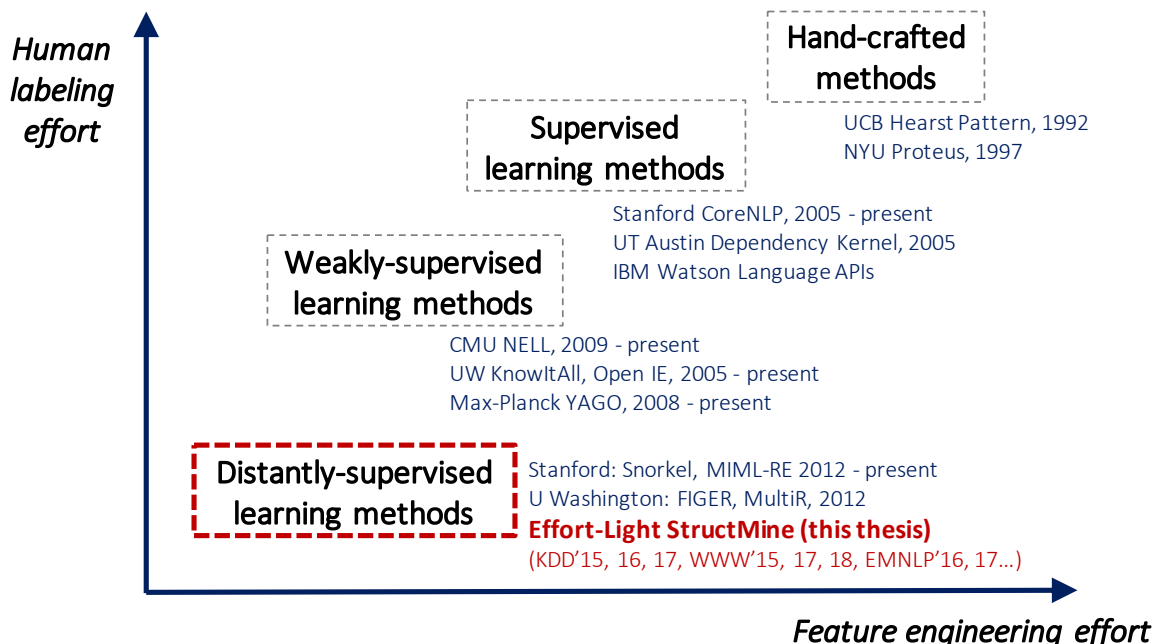 Human
labeling
effort
Hand-crafted
methods
UCB Hearst Pattern, 1992
NYU Proteus, 1997
Supervised
learning methods
Stanford CoreNLP, 2005 - present
UT Austin Dependency Kernel, 2005
IBM Watson Language APIs
Weakly-supervised
learning methods
CMU NELL, 2009 - present
UW KnowItAll, Open IE, 2005 - present
Max-Planck YAGO, 2008 - present
Distantly-supervised
learning methods
Stanford: Snorkel, MIML-RE 2012 - present
U Washington: FIGER, MultiR, 2012
Effort-Light StructMine (this thesis)
(KDD’15, 16, 17, WWW’15, 17, 18, EMNLP’16, 17…)
Feature engineering effort